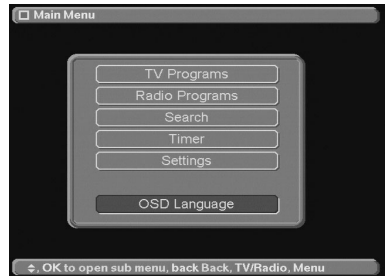 Main Menu
TV Programs
Radio Programs
Search
Timer
Settings
OSD Language
, OK to open sub menu, back Back, TV/Radio, Menu